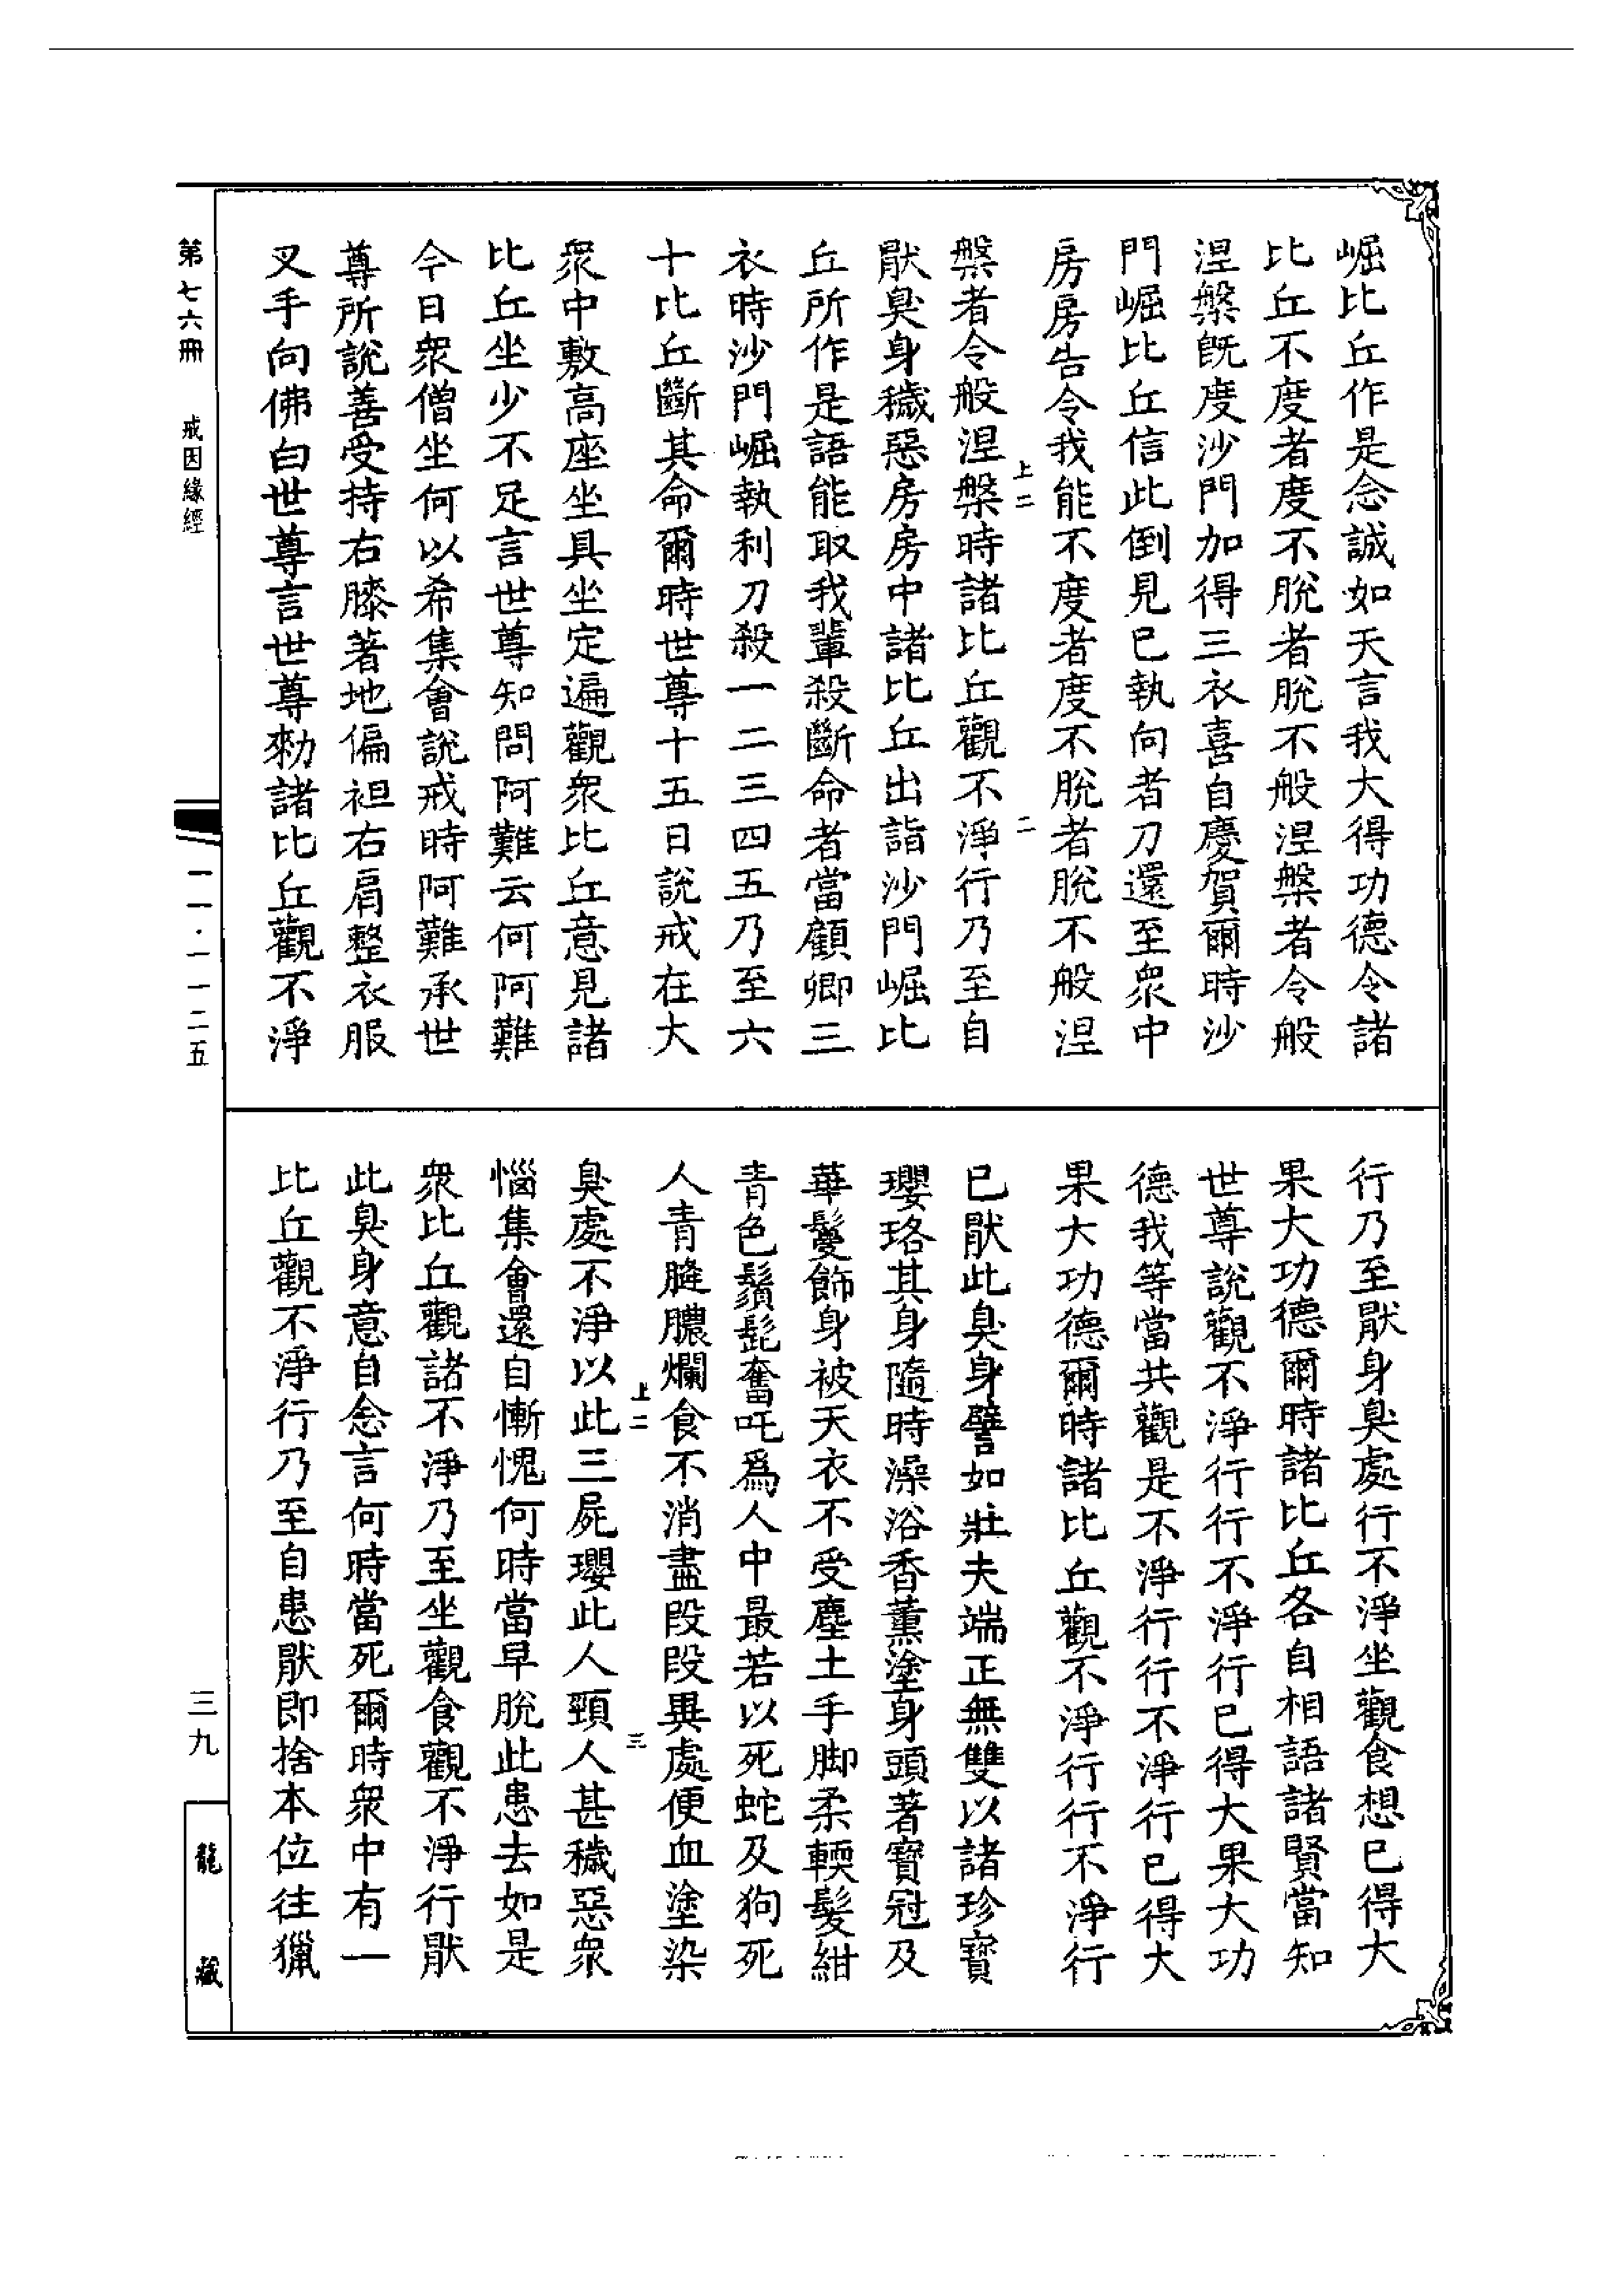 崛比丘作是念誠如天言我大得功德令諸
比丘不度者度不脫者脫不般涅槃者令般
涅槃旣度沙門加得三衣喜自慶賀爾時沙
門崛比丘信此倒見已執向者刀還至衆中
房房告令我能不度者度不脫者脫不般涅
上二 二
槃者令般涅槃時諸比丘觀不淨行乃至自
厭臭身穢惡房房中諸比丘出詣沙門崛比
丘所作是語能取我輩殺斷命者當顧卿三
衣時沙門崛執利刀殺一二三四五乃至六
十比丘斷其命爾時世尊十五日說戒在大
衆中敷高座坐具坐定遍觀衆比丘意見諸
比丘坐少不足言世尊知問阿難云何阿難
今日衆僧坐何以希集會說戒時阿難承世
尊所說善受持右膝著地偏袒右肩整衣服
叉手向佛白世尊言世尊勑諸比丘觀不淨
行乃至厭身臭處行不淨坐觀食想已得大
果大功德爾時諸比丘各自相語諸賢當知
世尊說觀不淨行行不淨行已得大果大功
德我等當共觀是不淨行行不淨行已得大
果大功德爾時諸比丘觀不淨行行不淨行
已厭此臭身譬如壯夫端正無雙以諸珍寶
瓔珞其身隨時澡浴香薰塗身頭著寶冠及
華鬘飾身被天衣不受塵土手脚柔輭髮紺
青色鬚髭奮吒爲人中最若以死蛇及狗死
人青膖膿爛食不消盡段段異處便血塗染
上二 三
臭處不淨以此三屍瓔此人頸人甚穢惡衆
惱集會還自慚愧何時當早脫此患去如是
衆比丘觀諸不淨乃至坐觀食觀不淨行厭
此臭身意自念言何時當死爾時衆中有一
比丘觀不淨行乃至自患厭即捨本位往獵
第七六冊 戒因緣經
一一·一一二五
三九
龍藏